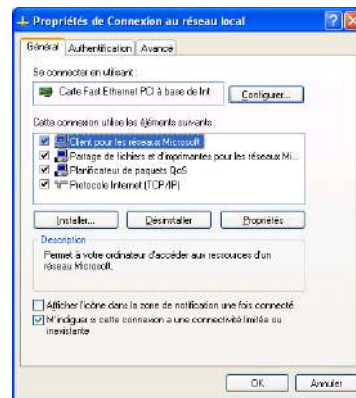 Propriétés de Connexion au réseau local
Général Authentification Avancé
Se connecter en utilisant :
Carte Fast Ethernet PCI à base de Int
Configurer...
Cette connexion utilise les éléments suivants :
Client pour les réseaux Microsoft
Partage de fichiers et d'imprimantes pour les réseaux Mi...
Planificateur de paquets QoS
Protocole Internet (TCP/IP)
Installer... Désinstaller Propriétés
Description
Permet à votre ordinateur d'accéder aux ressources d'un
réseau Microsoft.
Afficher l'icône dans la zone de notification une fois connecté
M'indiquer si cette connexion a une connectivité limitée ou
inexistante
OK Annuler